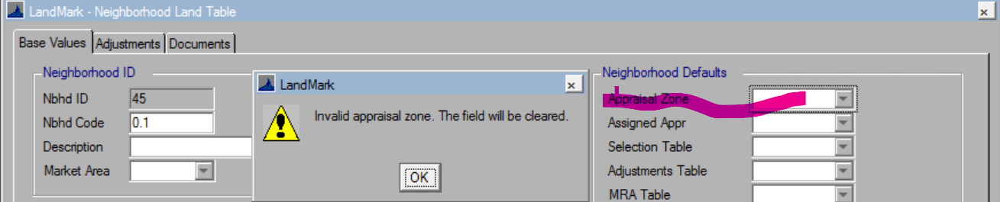 LandMark - Neighborhood Land Table
Base Values Adjustments Documents
Neighborhood ID
Nbhd ID 45
Nbhd Code 0.1
Description
Market Area
LandMark
Invalid appraisal zone. The field will be cleared.
OK
Neighborhood Defaults
Appraisal Zone
Assigned Appr
Selection Table
Adjustments Table
MRA Table